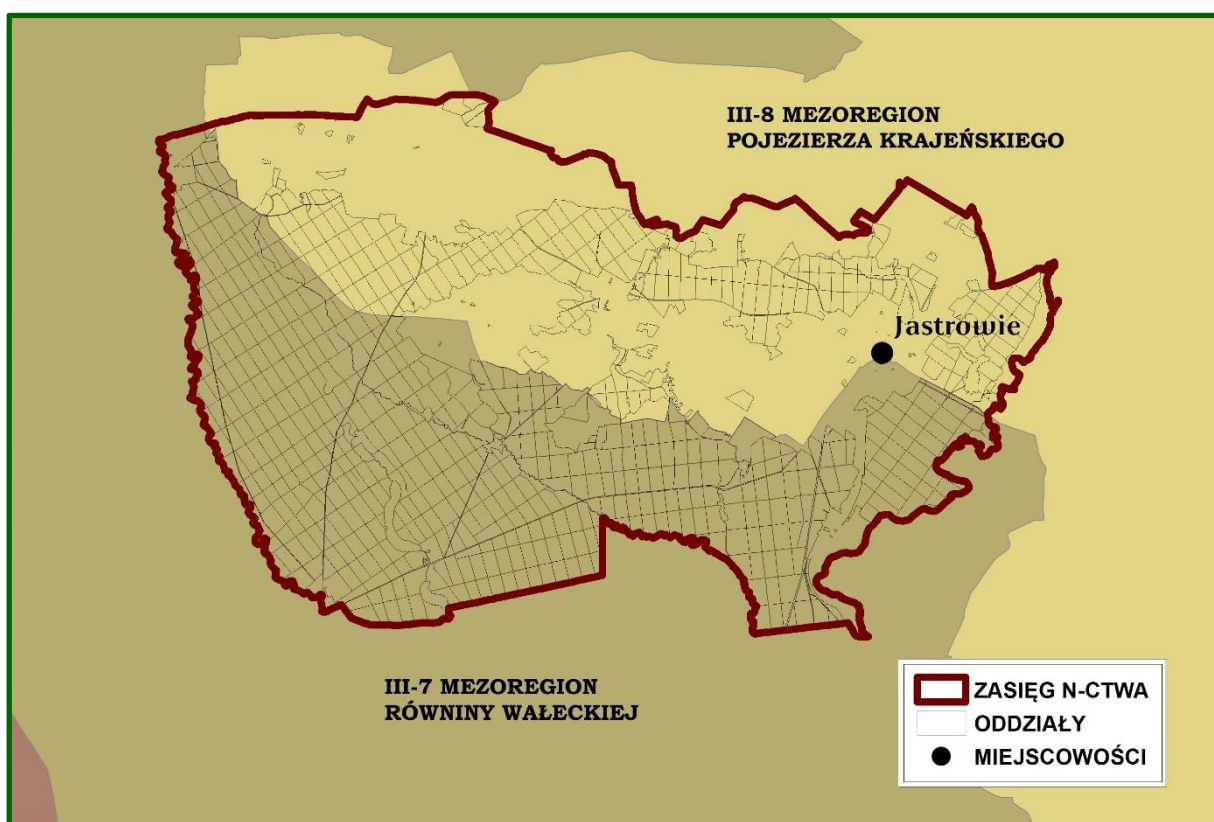 III-8 MEZOREGION
POJEZIERZA KRAJEŃSKIEGO
Jastrowie
III-7 MEZOREGION
RÓWNINY WAŁECKIEJ
ZASIĘG N-CTWA
ODDZIAŁY
MIEJSCOWOŚCI